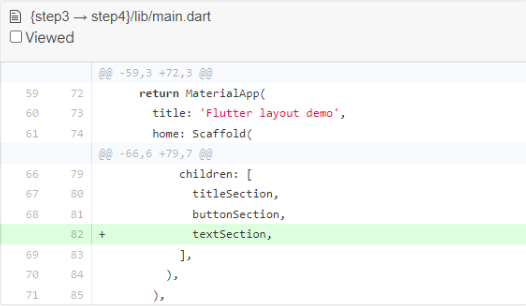 {step3 → step4}/lib/main.dart
Viewed
@@ -59,3 +72,3 @@
59 72 return MaterialApp(
60 73 title: 'Flutter layout demo',
61 74 home: Scaffold(
@@ -66,6 +79,7 @@
66 79 children: [
67 80 titleSection,
68 81 buttonSection,
82 + textSection,
69 83 ],
70 84 ),
71 85 ),